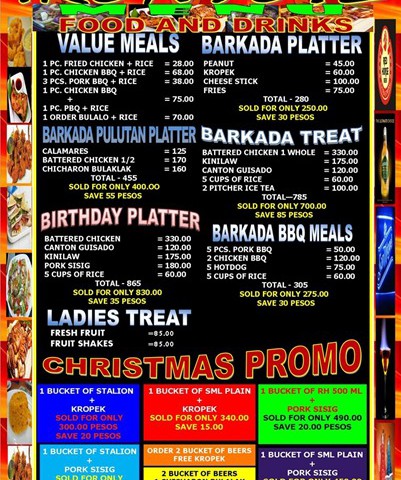 FOOD AND DRINKS
VALUE MEALS
1 PC. FRIED CHICKEN + RICE = 28.00
1 PC. CHICKEN BBQ + RICE = 68.00
3 PCS. PORK BBQ + RICE = 38.00
1 PC. CHICKEN BBQ
+ = 75.00
1 PC. PBQ + RICE
1 ORDER BULALO + RICE = 70.00
BARKADA PLATTER
PEANUT = 45.00
KROPEK = 60.00
CHEESE STICK = 100.00
FRIES = 75.00
TOTAL - 280
SOLD FOR ONLY 250.00
SAVE 30 PESOS
BARKADA PULUTAN PLATTER
CALAMARES = 125
BATTERED CHICKEN 1/2 = 170
CHICHARON BULAKLAK = 160
TOTAL - 455
SOLD FOR ONLY 400.OO
SAVE 55 PESOS
BARKADA TREAT
BATTERED CHICKEN 1 WHOLE = 330.00
KINILAW = 175.00
CANTON GUISADO = 120.00
5 CUPS OF RICE = 60.00
2 PITCHER ICE TEA = 100.00
TOTAL—785
SOLD FOR ONLY 700.00
SAVE 85 PESOS
BIRTHDAY PLATTER
BATTERED CHICKEN = 330.00
CANTON GUISADO = 120.00
KINILAW = 175.00
PORK SISIG = 180.00
5 CUPS OF RICE = 60.00
TOTAL - 865
SOLD FOR ONLY 830.00
SAVE 35 PESOS
BARKADA BBQ MEALS
5 PCS. PORK BBQ = 50.00
2 CHICKEN BBQ = 120.00
5 HOTDOG = 75.00
5 CUPS OF RICE = 60.00
TOTAL - 305
SOLD FOR ONLY 275.00
SAVE 30 PESOS
LADIES TREAT
FRESH FRUIT =85.00
FRUIT SHAKES =85.00
CHRISTMAS PROMO
1 BUCKET OF STALION
+
KROPEK
SOLD FOR ONLY
300.00 PESOS
SAVE 20 PESOS
1 BUCKET OF SML PLAIN
+
KROPEK
SOLD FOR ONLY 340.00
SAVE 15.00
1 BUCKET OF RH 500 ML
+
PORK SISIG
SOLD FOR ONLY 490.00
SAVE 20.00 PESOS
1 BUCKET OF STALION
+
PORK SISIG
SOLD FOR ONLY
ORDER 2 BUCKET OF BEERS
FREE KROPEK
2 BUCKET OF BEERS
1 BUCKET OF SML PLAIN
+
PORK SISIG